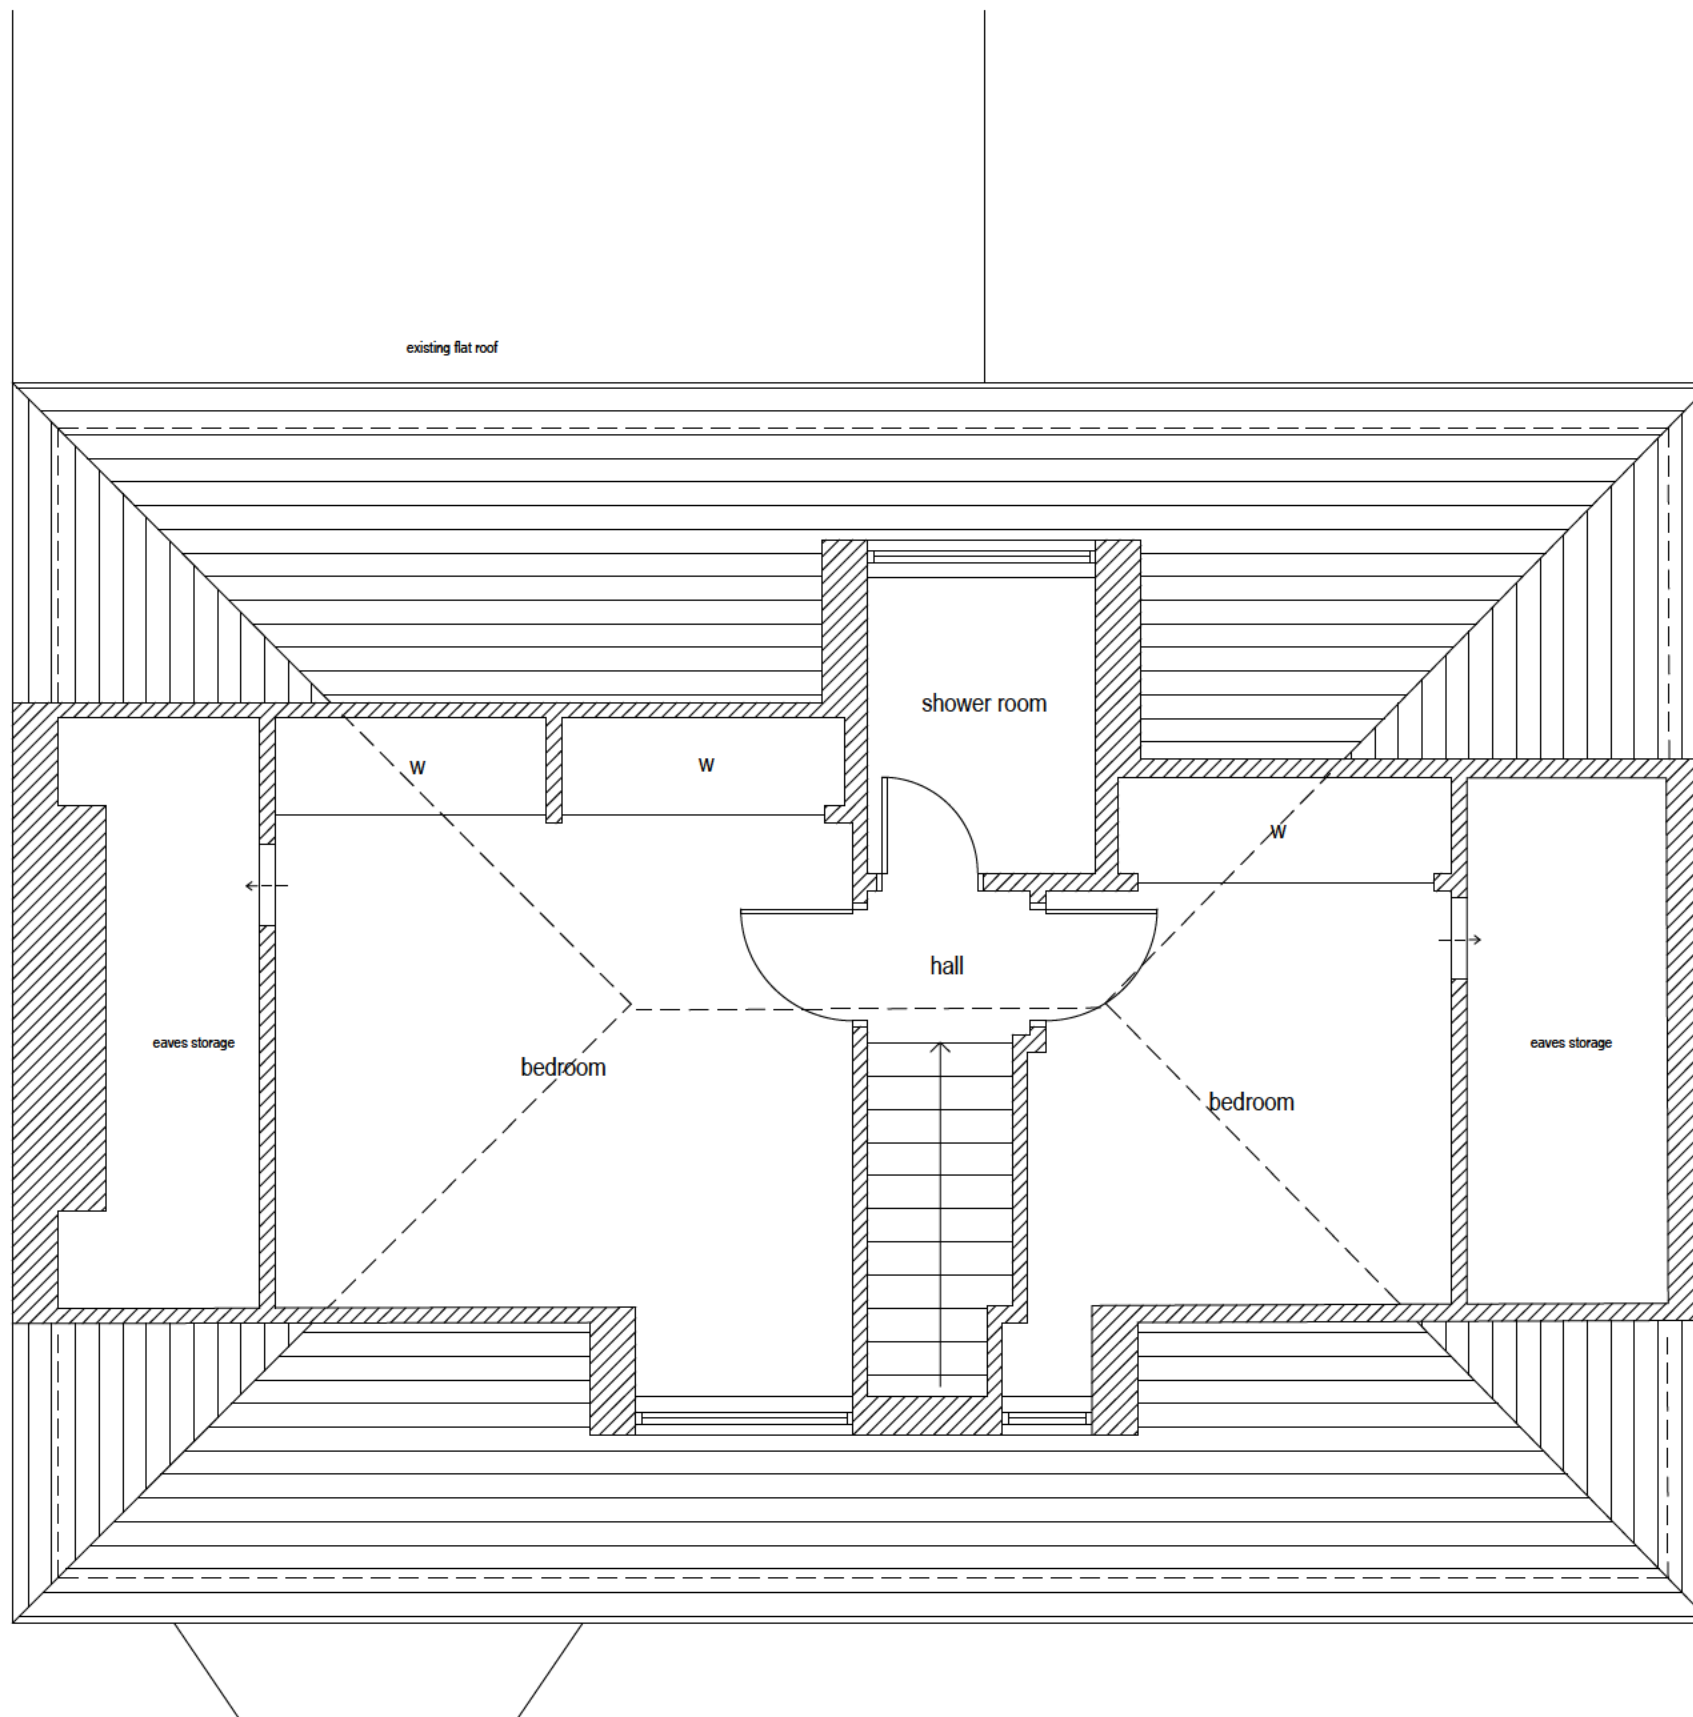 existing flat roof
shower room
w
w
w
hall
eaves storage
eaves storage
bedroom
bedroom